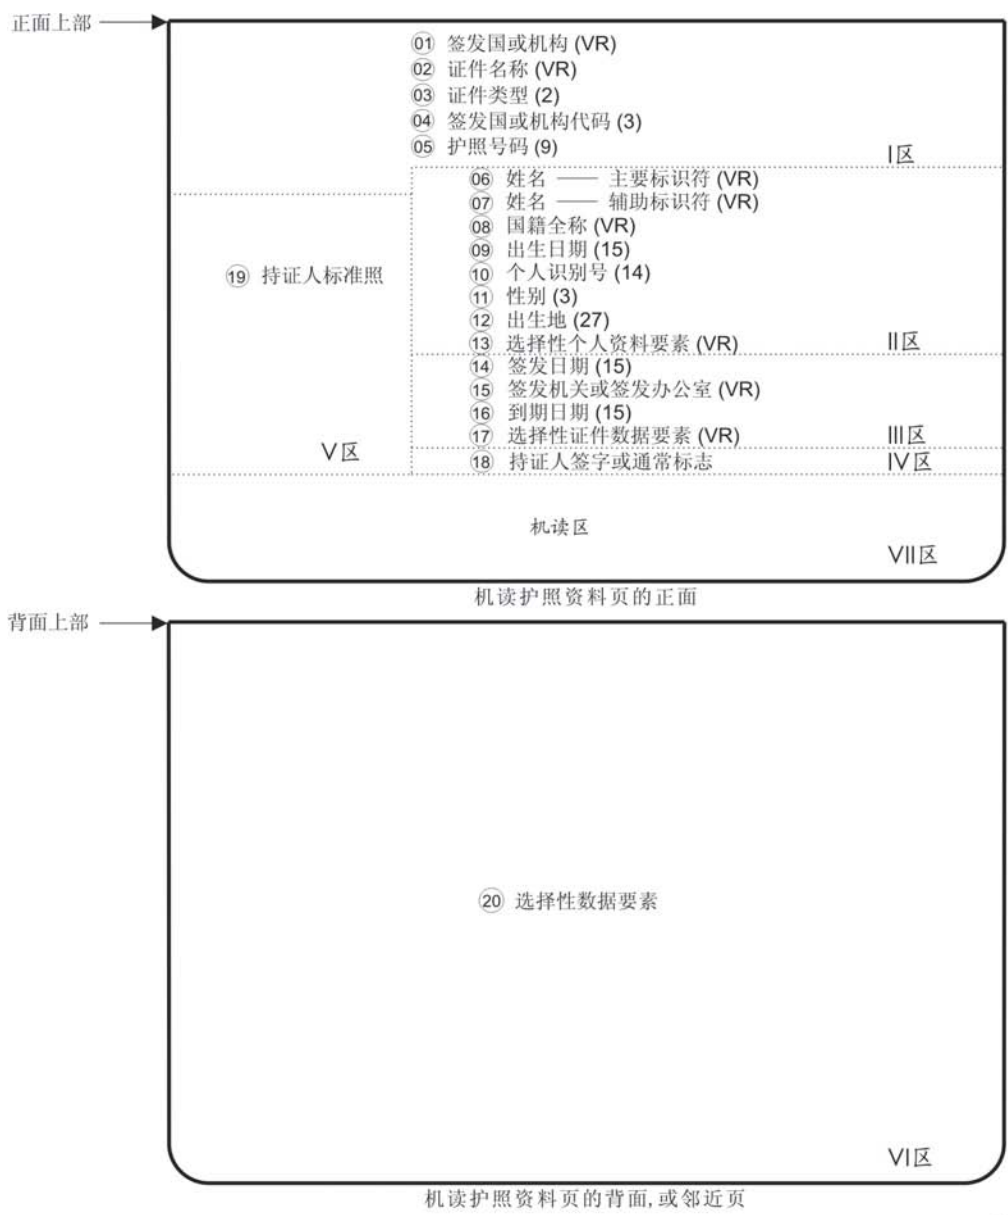 正面上部
01 签发国或机构 (VR)
02 证件名称 (VR)
03 证件类型 (2)
04 签发国或机构代码 (3)
05 护照号码 (9)
I区
06 姓名 —— 主要标识符 (VR)
07 姓名 —— 辅助标识符 (VR)
08 国籍全称 (VR)
09 出生日期 (15)
10 个人识别号 (14)
11 性别 (3)
12 出生地 (27)
13 选择性个人资料要素 (VR)
II区
14 签发日期 (15)
15 签发机关或签发办公室 (VR)
16 到期日期 (15)
17 选择性证件数据要素 (VR)
III区
18 持证人签字或通常标志
IV区
19 持证人标准照
V区
机读区
VII区
机读护照资料页的正面
背面上部
20 选择性数据要素
VI区
机读护照资料页的背面,或邻近页